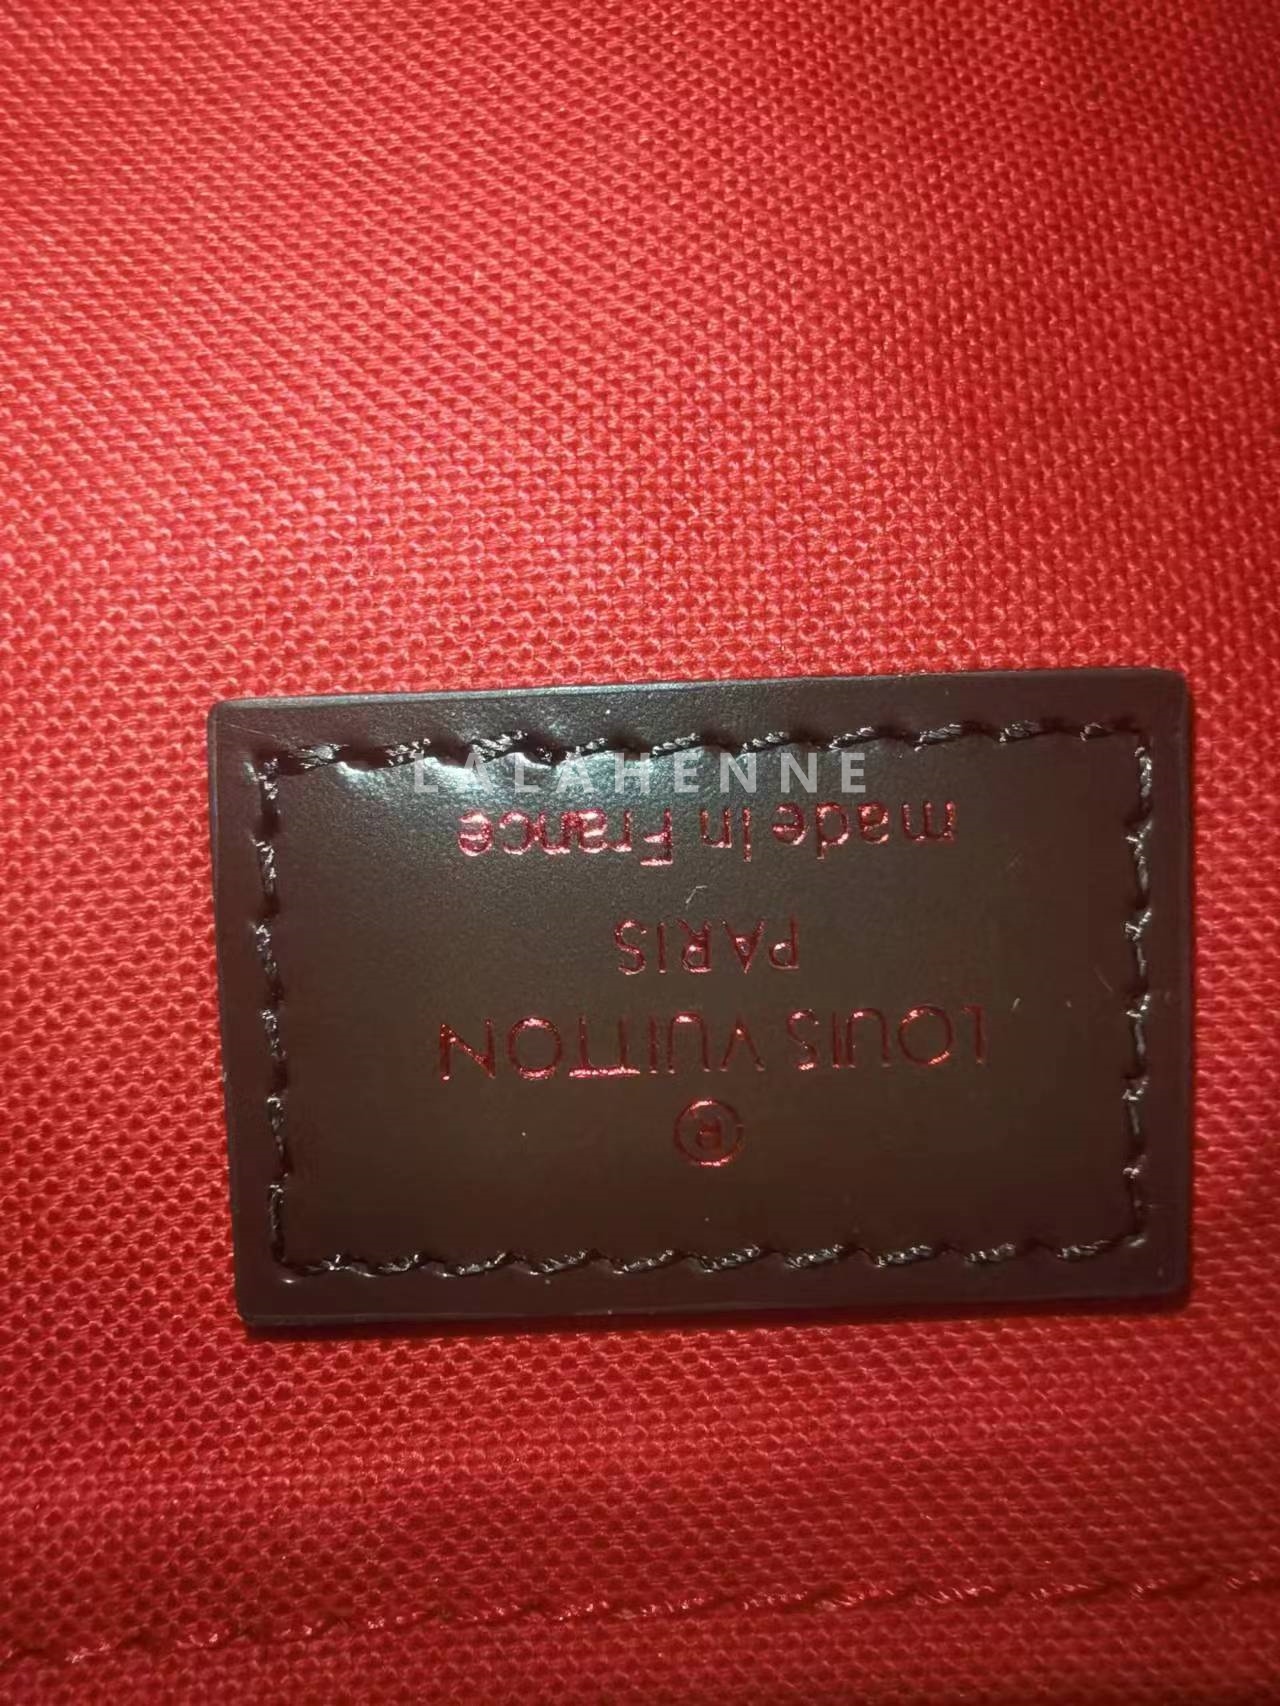 LALAHENNE
®
LOUIS VUITTON
PARIS
made in France